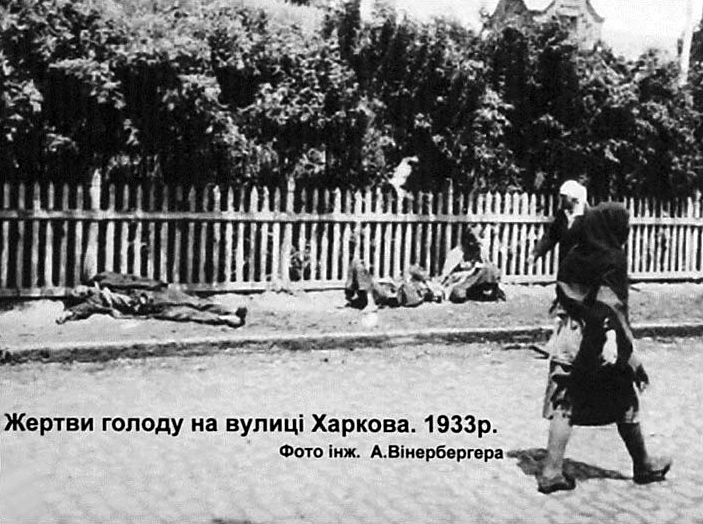 Жертви голоду на вулиці Харкова. 1933р.
Фото інж. А.Вінербергера